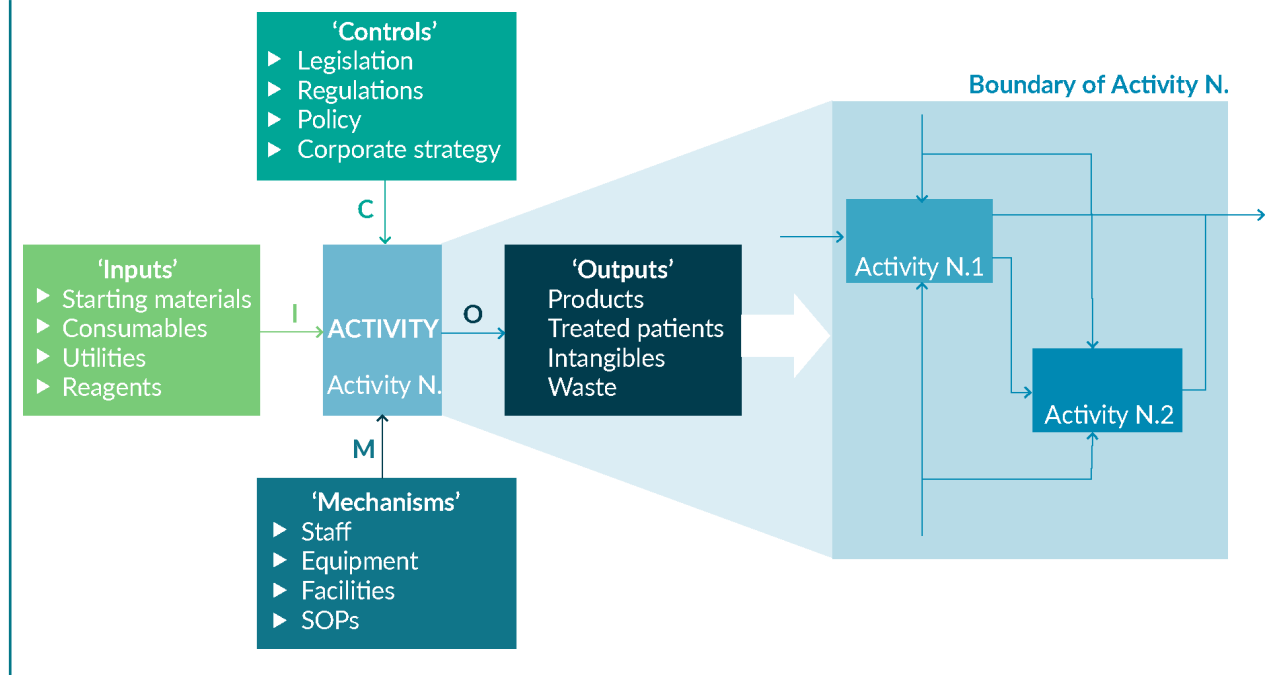 ‘Controls’
Legislation
Regulations
Policy
Corporate strategy
C
‘Inputs’
Starting materials
Consumables
Utilities
Reagents
I
ACTIVITY
Activity N.
O
‘Outputs’
Products
Treated patients
Intangibles
Waste
M
‘Mechanisms’
Staff
Equipment
Facilities
SOPs
Boundary of Activity N.
Activity N.1
Activity N.2